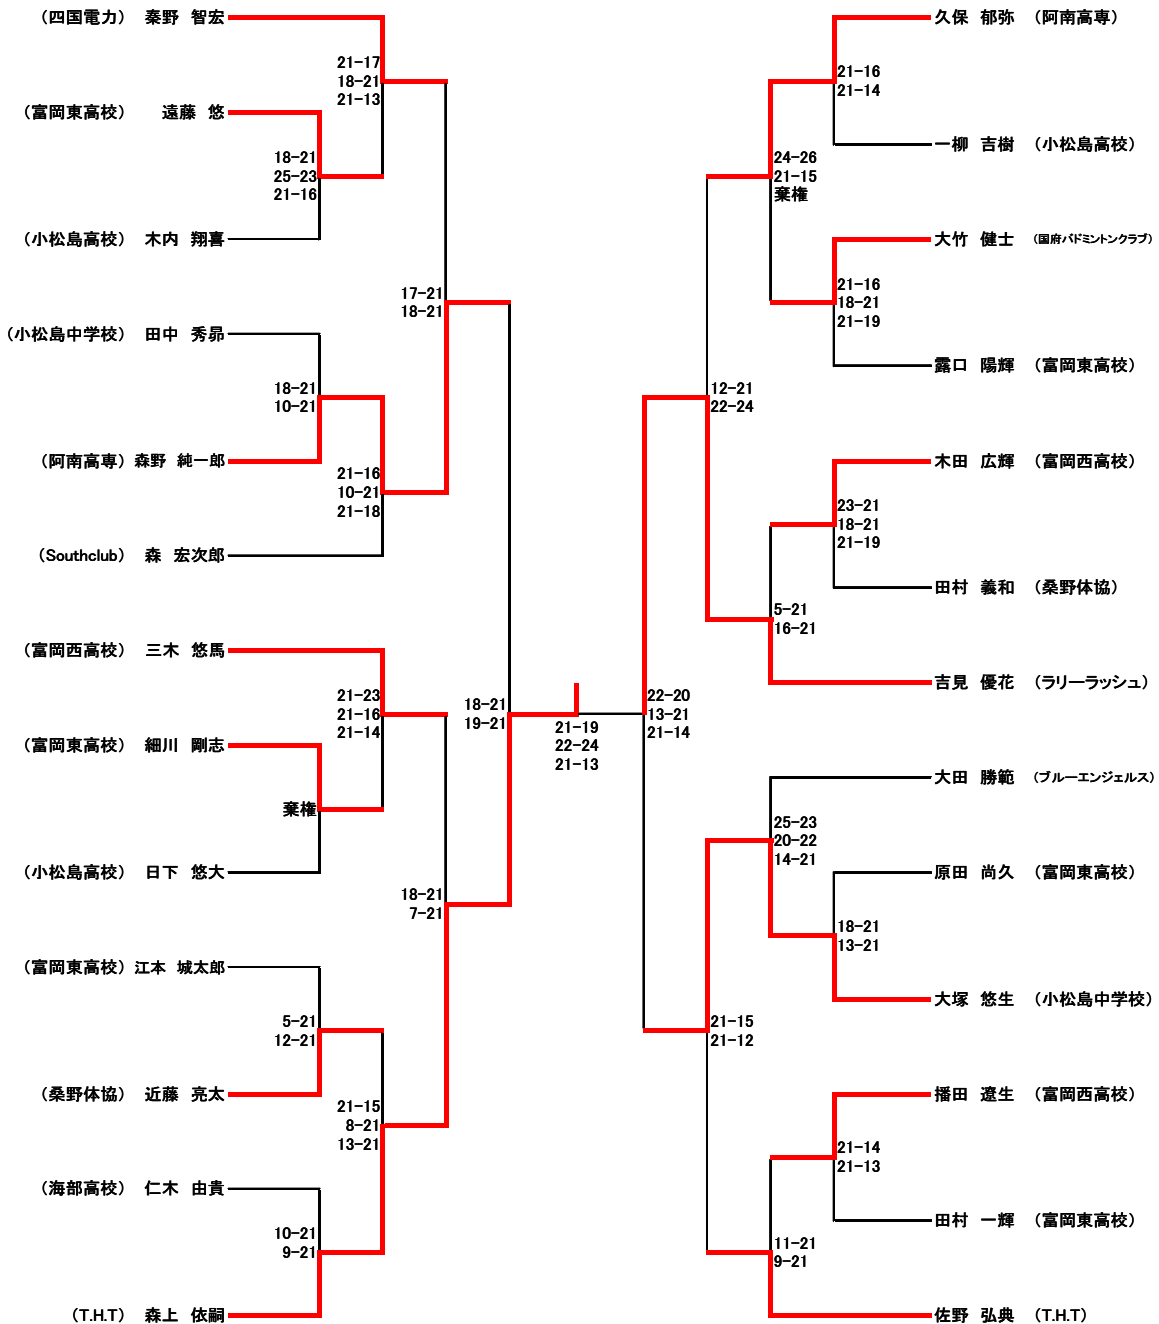 (四国電力) 秦野 智宏
21-17
18-21
21-13
(富岡東高校) 遠藤 悠
18-21
25-23
21-16
(小松島高校) 木内 翔喜
17-21
18-21
(小松島中学校) 田中 秀昴
18-21
10-21
(阿南高専) 森野 純一郎
21-16
10-21
21-18
(Southclub) 森 宏次郎
(富岡西高校) 三木 悠馬
21-23
21-16
21-14
(富岡東高校) 細川 剛志
棄権
(小松島高校) 日下 悠大
18-21
19-21
18-21
7-21
(富岡東高校) 江本 城太郎
5-21
12-21
(桑野体協) 近藤 亮太
21-15
8-21
13-21
(海部高校) 仁木 由貴
10-21
9-21
(T.H.T) 森上 依嗣
21-19
22-24
21-13
久保 郁弥 (阿南高専)
21-16
21-14
一柳 吉樹 (小松島高校)
24-26
21-15
棄権
大竹 健士 (国府バドミントンクラブ)
21-16
18-21
21-19
露口 陽輝 (富岡東高校)
12-21
22-24
木田 広輝 (富岡西高校)
23-21
18-21
21-19
田村 義和 (桑野体協)
5-21
16-21
吉見 優花 (ラリーラッシュ)
22-20
13-21
21-14
大田 勝範 (ブルーエンジェルス)
25-23
20-22
14-21
原田 尚久 (富岡東高校)
18-21
13-21
大塚 悠生 (小松島中学校)
21-15
21-12
播田 遼生 (富岡西高校)
21-14
21-13
田村 一輝 (富岡東高校)
11-21
9-21
佐野 弘典 (T.H.T)